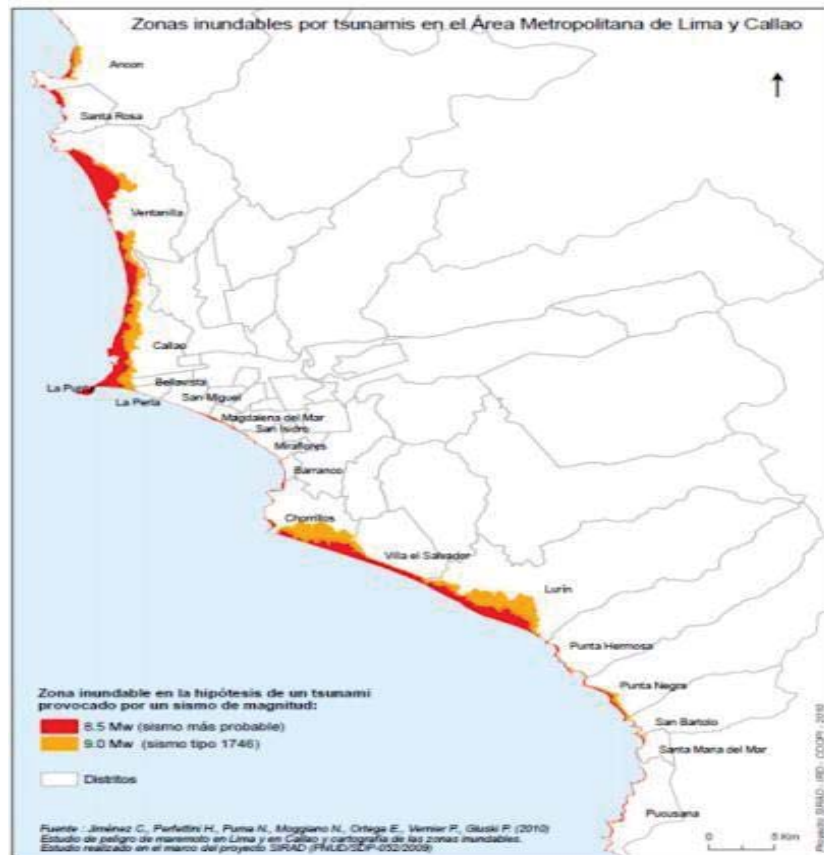 Zonas inundables por tsunamis en el Área Metropolitana de Lima y Callao
Ancon
Santa Rosa
Ventanilla
Callao
La Punta
Bellavista
La Perla
San Miguel
Magdalena del Mar
San Isidro
Miraflores
Barranco
Chorrillos
Villa el Salvador
Lurín
Punta Hermosa
Punta Negra
San Bartolo
Santa Maria del Mar
Pucusana
Zona inundable en la hipótesis de un tsunami
provocado por un sismo de magnitud:
8.5 Mw (sismo más probable)
9.0 Mw (sismo tipo 1746)
Distritos
Fuente : Jiménez C., Perfettini H., Puma N., Moggiano N., Ortega E., Vernier P., Gluski P. (2010)
Estudio de peligro de maremoto en Lima y en Callao y cartografía de las zonas inundables.
Estudio realizado en el marco del proyecto SIRAD (PNUD/SDP-052/2009)
0 5 Km
Proyecto SIRAD - IRD - COOPI - 2010